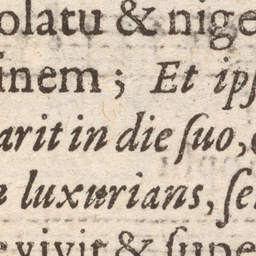 olatu & nige
inem; Et ipſ
arit in die ſuo,
luxurians, ſe
vivit & ſupe